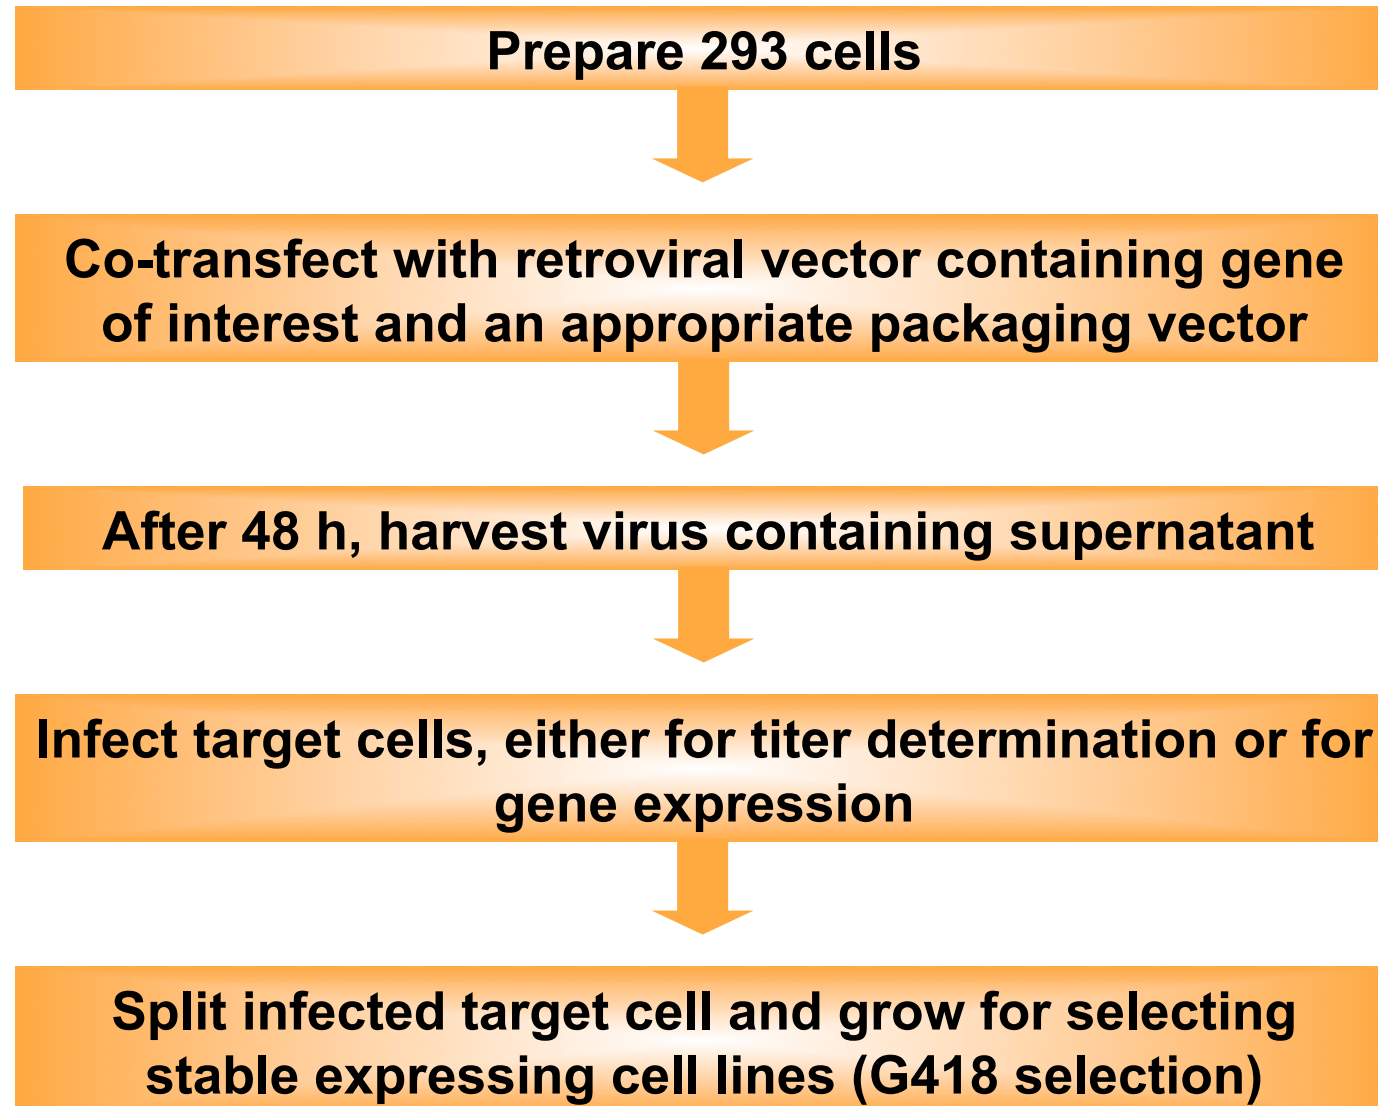 Prepare 293 cells
Co-transfect with retroviral vector containing gene
of interest and an appropriate packaging vector
After 48 h, harvest virus containing supernatant
Infect target cells, either for titer determination or for
gene expression
Split infected target cell and grow for selecting
stable expressing cell lines (G418 selection)